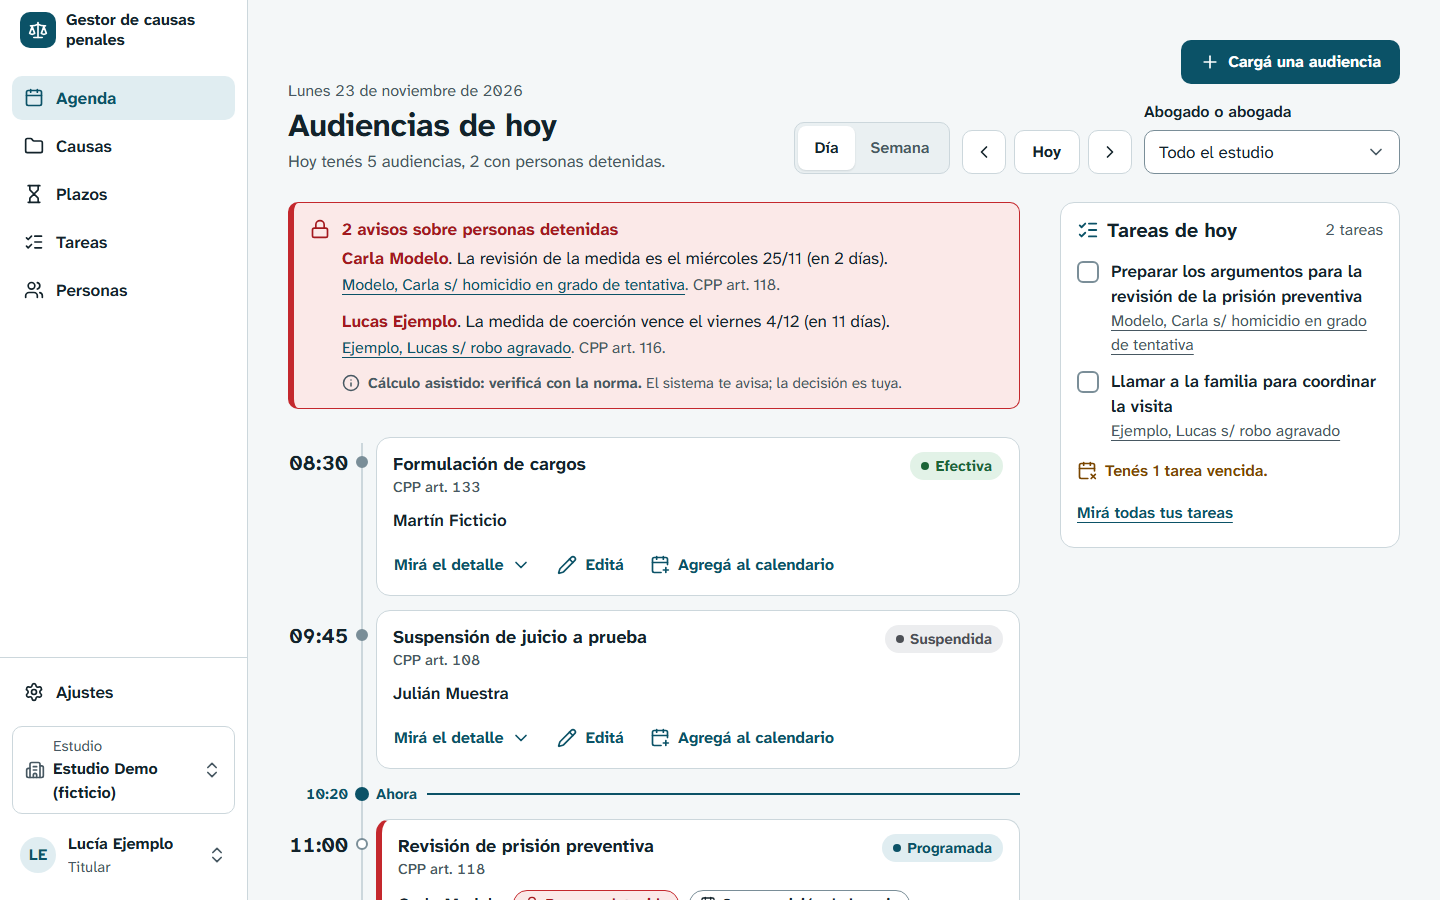 Gestor de causas
penales
Agenda
Causas
Plazos
Tareas
Personas
Ajustes
Estudio
Estudio Demo
(ficticio)
LE
Lucía Ejemplo
Titular
Cargá una audiencia
Lunes 23 de noviembre de 2026
Audiencias de hoy
Hoy tenés 5 audiencias, 2 con personas detenidas.
Día
Semana
Hoy
Abogado o abogada
Todo el estudio
2 avisos sobre personas detenidas
Carla Modelo. La revisión de la medida es el miércoles 25/11 (en 2 días).
Modelo, Carla s/ homicidio en grado de tentativa. CPP art. 118.
Lucas Ejemplo. La medida de coerción vence el viernes 4/12 (en 11 días).
Ejemplo, Lucas s/ robo agravado. CPP art. 116.
Cálculo asistido: verificá con la norma. El sistema te avisa; la decisión es tuya.
08:30
Formulación de cargos
Efectiva
CPP art. 133
Martín Ficticio
Mirá el detalle
Editá
Agregá al calendario
09:45
Suspensión de juicio a prueba
Suspendida
CPP art. 108
Julián Muestra
Mirá el detalle
Editá
Agregá al calendario
10:20
Ahora
11:00
Revisión de prisión preventiva
Programada
CPP art. 118
Tareas de hoy
2 tareas
Preparar los argumentos para la
revisión de la prisión preventiva
Modelo, Carla s/ homicidio en grado
de tentativa
Llamar a la familia para coordinar
la visita
Ejemplo, Lucas s/ robo agravado
Tenés 1 tarea vencida.
Mirá todas tus tareas